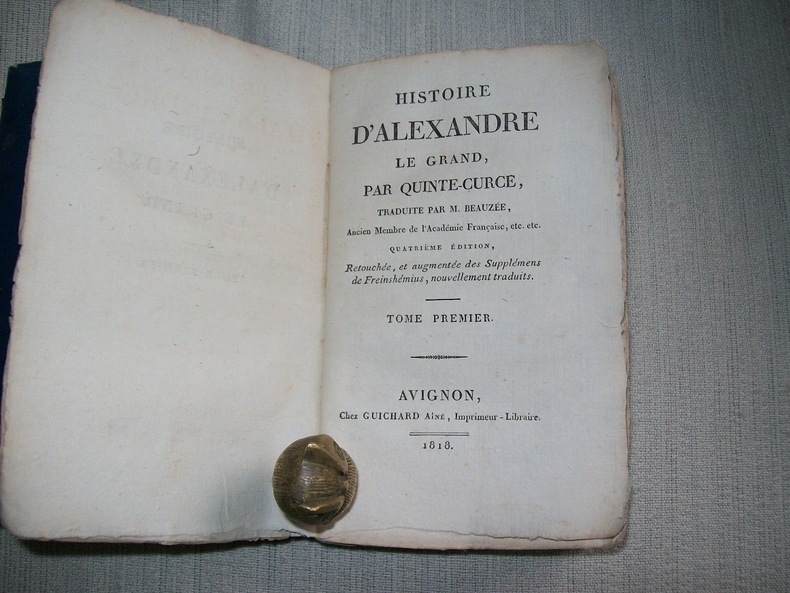 HISTOIRE
D'ALEXANDRE
LE GRAND,
PAR QUINTE-CURCE,
TRADUITE PAR M. BEAUZÉE,
Ancien Membre de l'Académie Française, etc. etc.
QUATRIÈME ÉDITION,
Retouchée, et augmentée des Supplémens
de Freinshémius, nouvellement traduits.
TOME PREMIER.
AVIGNON,
Chez GUICHARD AÎNÉ, Imprimeur-Libraire.
1818.